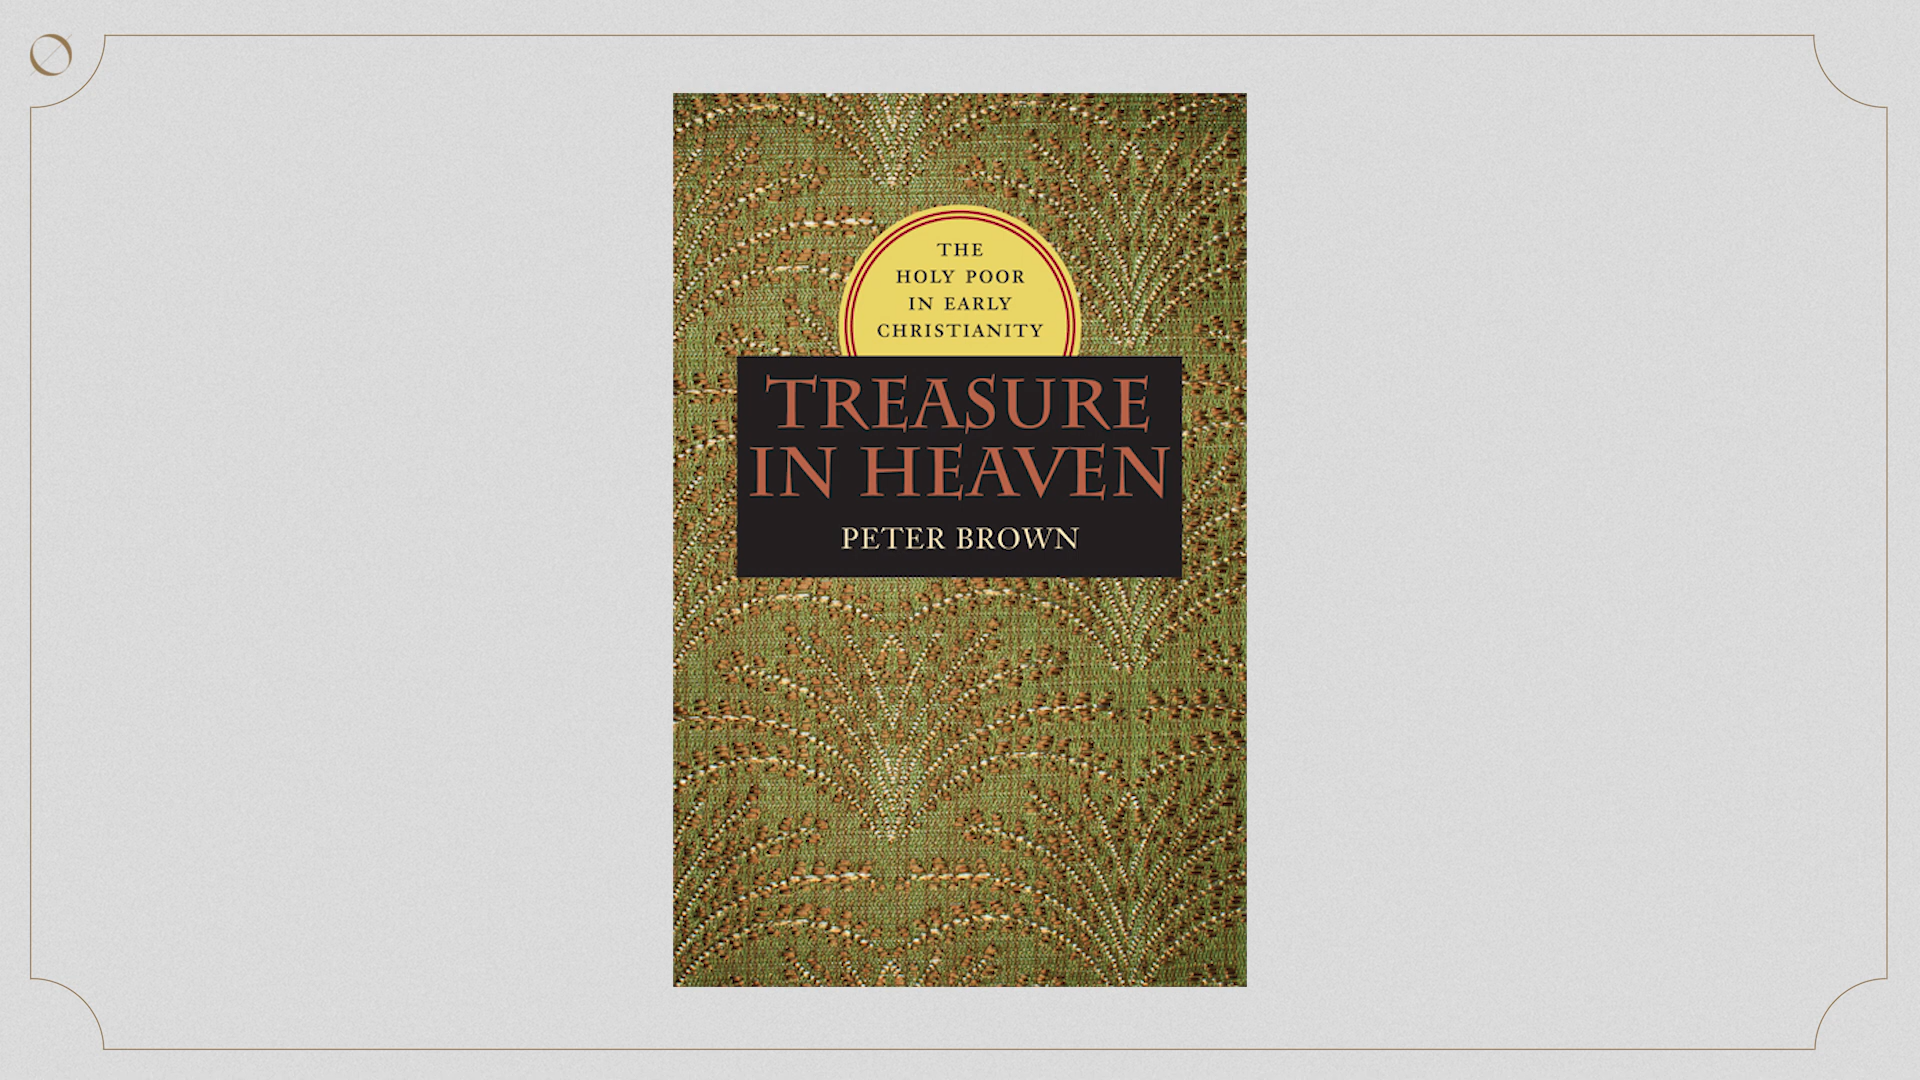 THE
HOLY POOR
IN EARLY
CHRISTIANITY
TREASURE
IN HEAVEN
PETER BROWN